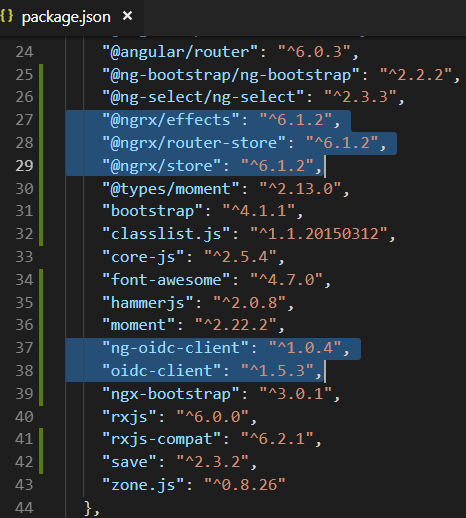 package.json ×
24 "@angular/router": "^6.0.3",
25 "@ng-bootstrap/ng-bootstrap": "^2.2.2",
26 "@ng-select/ng-select": "^2.3.3",
27 "@ngrx/effects": "^6.1.2",
28 "@ngrx/router-store": "^6.1.2",
29 "@ngrx/store": "^6.1.2",
30 "@types/moment": "^2.13.0",
31 "bootstrap": "^4.1.1",
32 "classlist.js": "^1.1.20150312",
33 "core-js": "^2.5.4",
34 "font-awesome": "^4.7.0",
35 "hammerjs": "^2.0.8",
36 "moment": "^2.22.2",
37 "ng-oidc-client": "^1.0.4",
38 "oidc-client": "^1.5.3",
39 "ngx-bootstrap": "^3.0.1",
40 "rxjs": "^6.0.0",
41 "rxjs-compat": "^6.2.1",
42 "save": "^2.3.2",
43 "zone.js": "^0.8.26"
44 },